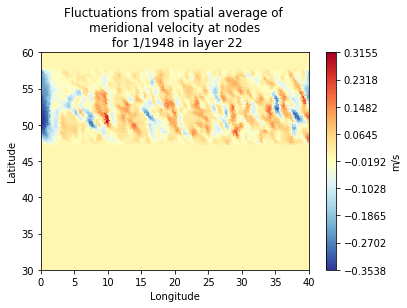 Fluctuations from spatial average of
meridional velocity at nodes
for 1/1948 in layer 22
60
55
50
45
40
35
30
Latitude
0 5 10 15 20 25 30 35 40
Longitude
0.3155
0.2318
0.1482
0.0645
−0.0192
−0.1028
−0.1865
−0.2702
−0.3538
m/s